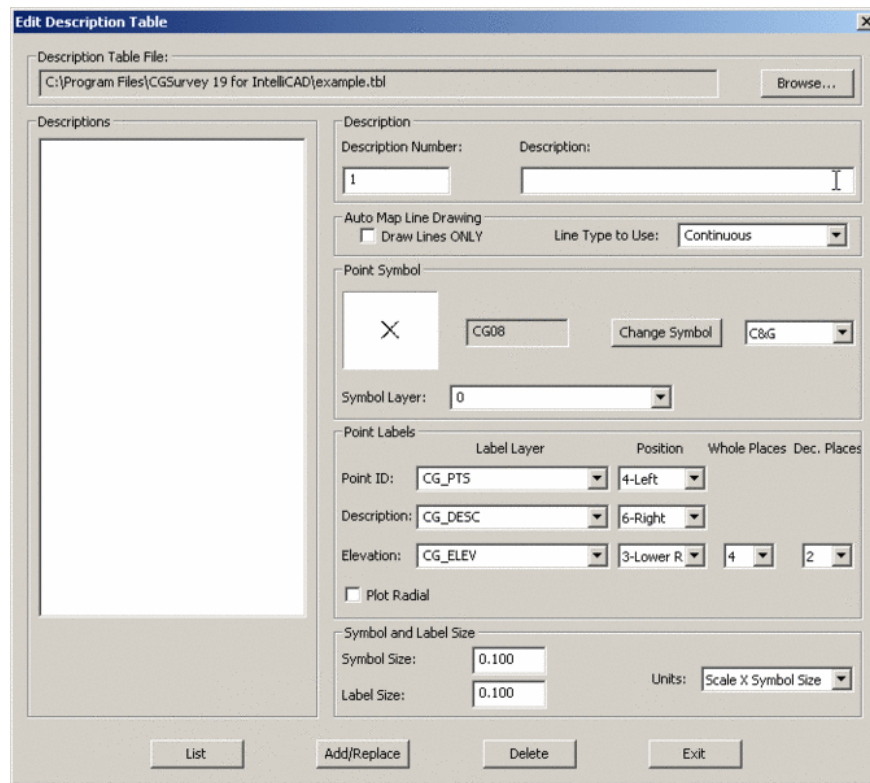 Edit Description Table
Description Table File:
C:\Program Files\CGSurvey 19 for IntelliCAD\example.tbl
Browse...
Descriptions
Description
Description Number:
Description:
1
Auto Map Line Drawing
Draw Lines ONLY
Line Type to Use:
Continuous
Point Symbol
CG08
Change Symbol
C&G
Symbol Layer:
0
Point Labels
Label Layer
Position
Whole Places
Dec. Places
Point ID:
CG_PTS
4-Left
Description:
CG_DESC
6-Right
Elevation:
CG_ELEV
3-Lower R
4
2
Plot Radial
Symbol and Label Size
Symbol Size:
0.100
Label Size:
0.100
Units:
Scale X Symbol Size
List
Add/Replace
Delete
Exit